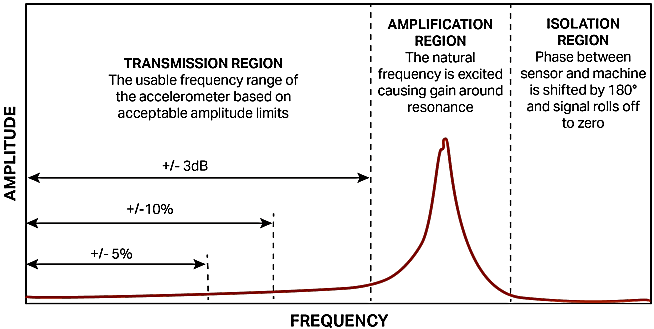 TRANSMISSION REGION
The usable frequency range of
the accelerometer based on
acceptable amplitude limits
AMPLIFICATION
REGION
The natural
frequency is excited
causing gain around
resonance
ISOLATION
REGION
Phase between
sensor and machine
is shifted by 180°
and signal rolls off
to zero
AMPLITUDE
+/- 3dB
+/-10%
+/- 5%
FREQUENCY